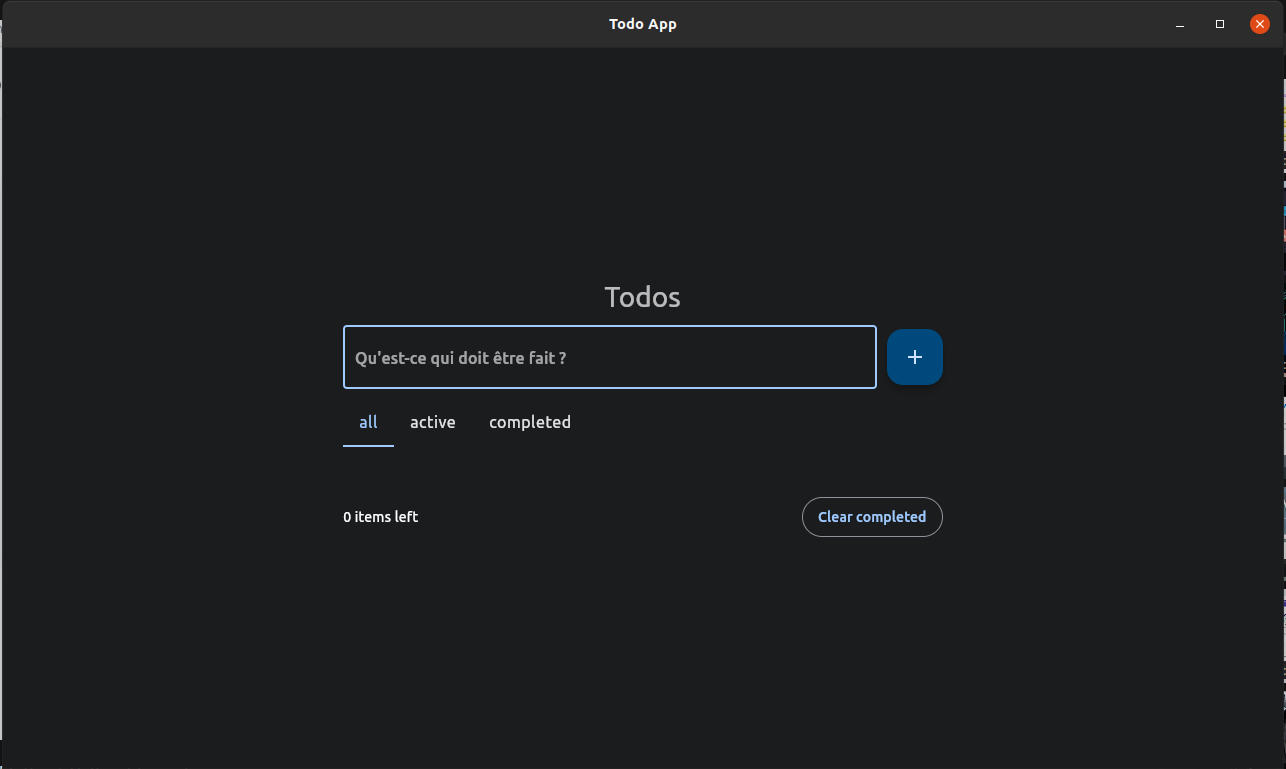 Todo App
Todos
Qu'est-ce qui doit être fait ?
all active completed
0 items left Clear completed